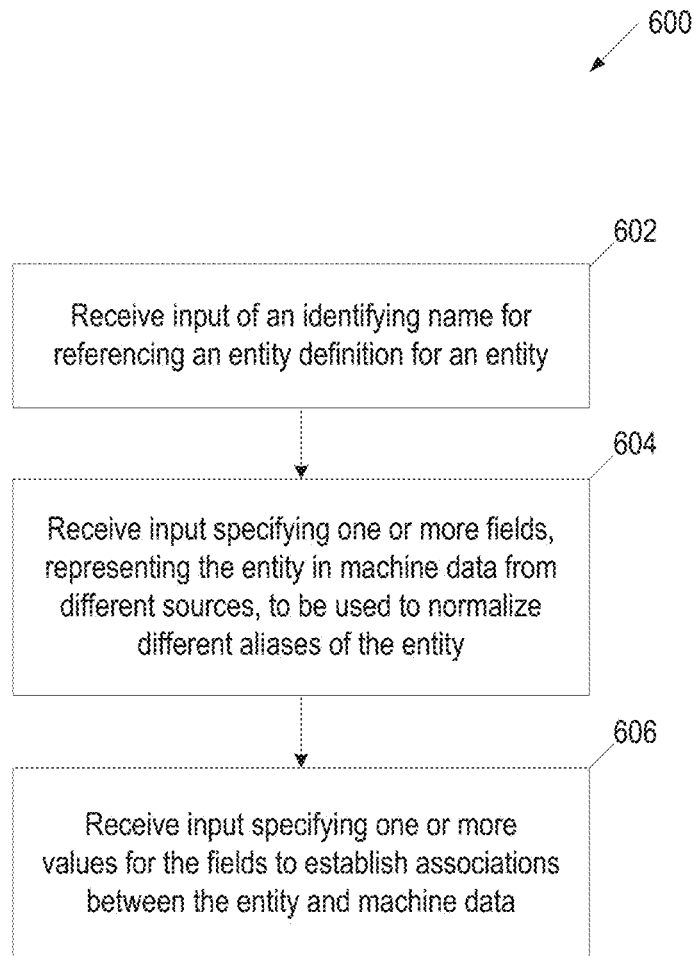 600
602
Receive input of an identifying name for
referencing an entity definition for an entity
604
Receive input specifying one or more fields,
representing the entity in machine data from
different sources, to be used to normalize
different aliases of the entity
606
Receive input specifying one or more
values for the fields to establish associations
between the entity and machine data